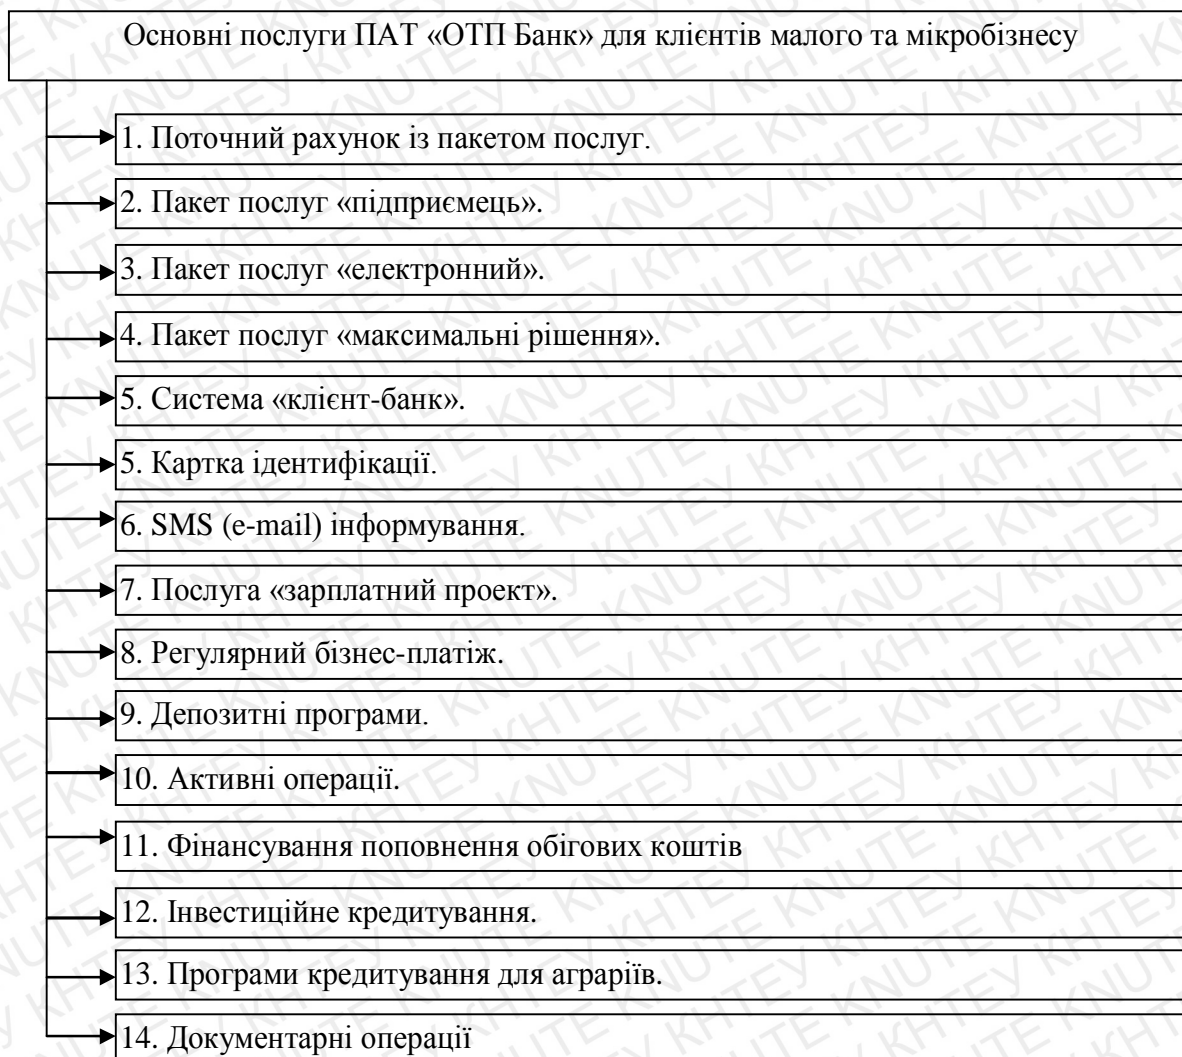 Основні послуги ПАТ «ОТП Банк» для клієнтів малого та мікробізнесу
1. Поточний рахунок із пакетом послуг.
2. Пакет послуг «підприємець».
3. Пакет послуг «електронний».
4. Пакет послуг «максимальні рішення».
5. Система «клієнт-банк».
5. Картка ідентифікації.
6. SMS (e-mail) інформування.
7. Послуга «зарплатний проект».
8. Регулярний бізнес-платіж.
9. Депозитні програми.
10. Активні операції.
11. Фінансування поповнення обігових коштів
12. Інвестиційне кредитування.
13. Програми кредитування для аграріїв.
14. Документарні операції